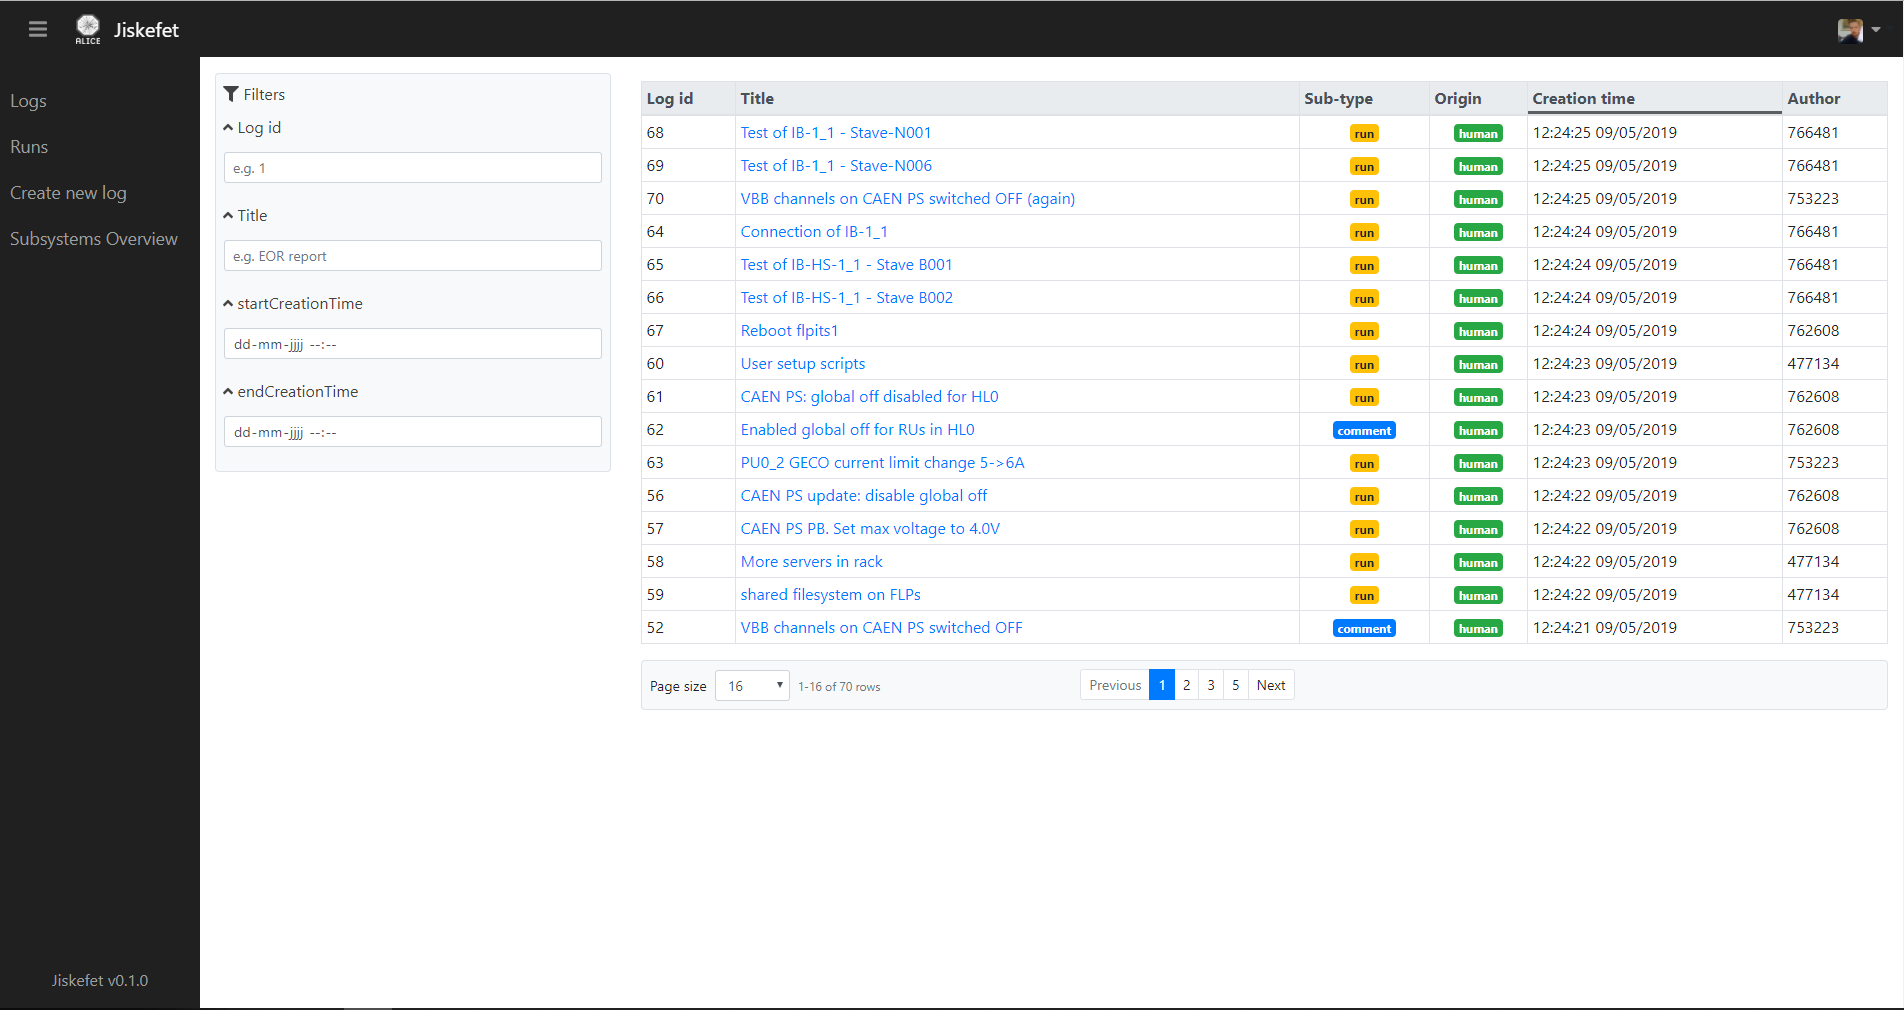 ALICE
Jiskefet
Logs
Runs
Create new log
Subsystems Overview
Jiskefet v0.1.0
Filters
Log id
e.g. 1
Title
e.g. EOR report
startCreationTime
dd-mm-jjjj --:--
endCreationTime
dd-mm-jjjj --:--
Log id Title Sub-type Origin Creation time Author
68 Test of IB-1_1 - Stave-N001 run human 12:24:25 09/05/2019 766481
69 Test of IB-1_1 - Stave-N006 run human 12:24:25 09/05/2019 766481
70 VBB channels on CAEN PS switched OFF (again) run human 12:24:25 09/05/2019 753223
64 Connection of IB-1_1 run human 12:24:24 09/05/2019 766481
65 Test of IB-HS-1_1 - Stave B001 run human 12:24:24 09/05/2019 766481
66 Test of IB-HS-1_1 - Stave B002 run human 12:24:24 09/05/2019 766481
67 Reboot flpits1 run human 12:24:24 09/05/2019 762608
60 User setup scripts run human 12:24:23 09/05/2019 477134
61 CAEN PS: global off disabled for HL0 run human 12:24:23 09/05/2019 762608
62 Enabled global off for RUs in HL0 comment human 12:24:23 09/05/2019 762608
63 PU0_2 GECO current limit change 5->6A run human 12:24:23 09/05/2019 753223
56 CAEN PS update: disable global off run human 12:24:22 09/05/2019 762608
57 CAEN PS PB. Set max voltage to 4.0V run human 12:24:22 09/05/2019 762608
58 More servers in rack run human 12:24:22 09/05/2019 477134
59 shared filesystem on FLPs run human 12:24:22 09/05/2019 477134
52 VBB channels on CAEN PS switched OFF comment human 12:24:21 09/05/2019 753223
Page size 16 1-16 of 70 rows Previous 1 2 3 5 Next